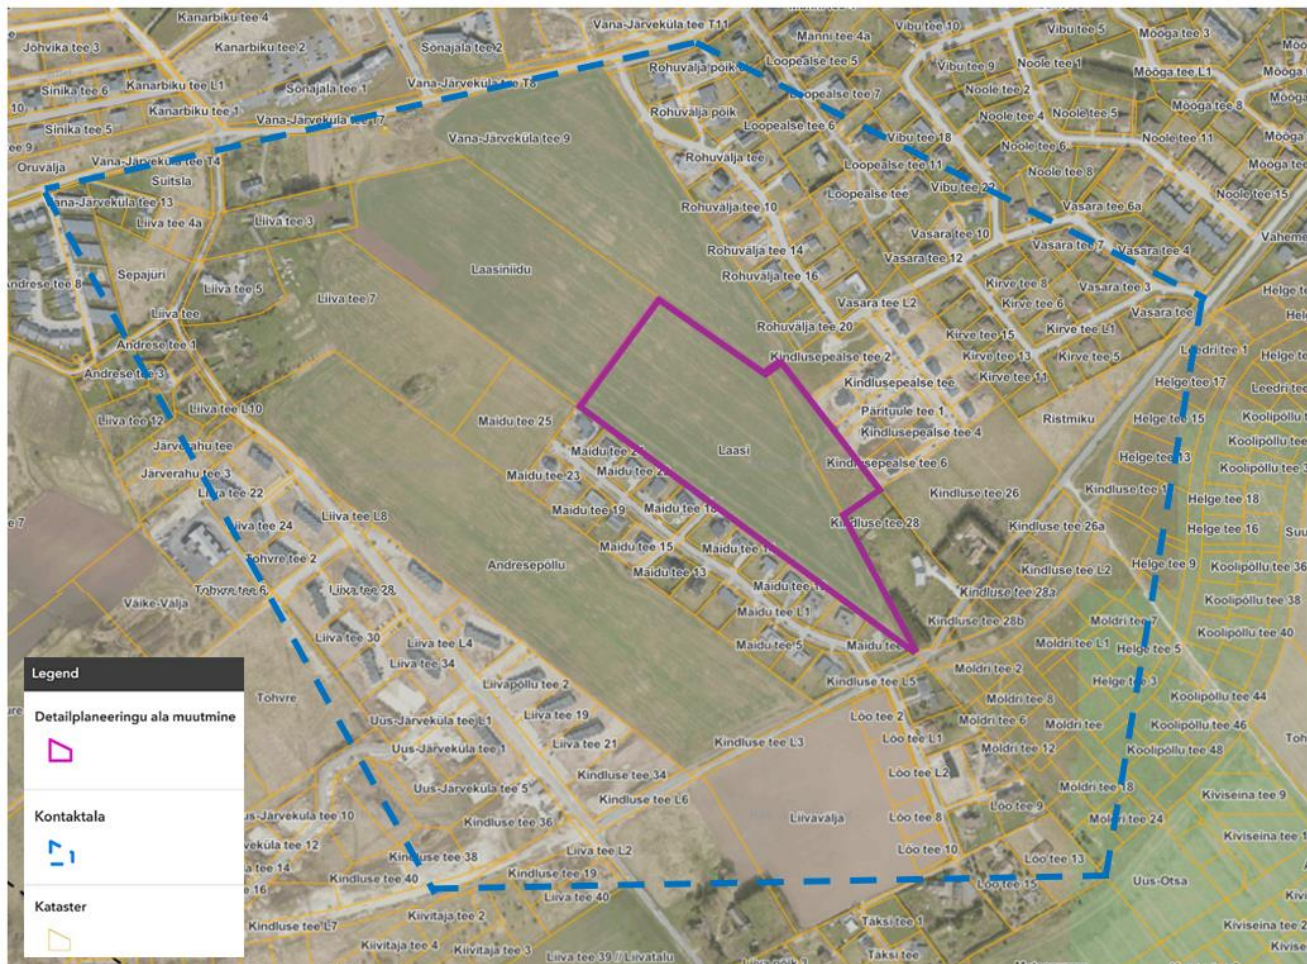 Kanarbiku tee 4
Vana-Järveküla tee T11
Manni tee 4a
Vibu tee 10
Vibu tee 5
Mõõga tee 3
Jõhvika tee 3
Kanarbiku tee 2
Sõnajala tee 2
Loopealse tee 5
Vibu tee 9
Noole tee 1
Mõõga tee L1
Sinika tee 6
Kanarbiku tee L1
Sõnajala tee 1
Vana-Järveküla tee T8
Rohuvälja põik
Loopealse tee 7
Noole tee 2
Mõõga tee 8
Kanarbiku tee 1
Rohuvälja põik
Noole tee 4
Noole tee 5
Sinika tee 5
Vana-Järveküla tee T7
Vana-Järveküla tee 9
Loopealse tee 6
Vibu tee 18
Noole tee 6
Noole tee 11
Oruvälja
Vana-Järveküla tee T4
Suitsla
Rohuvälja tee
Loopealse tee 11
Noole tee 8
Vana-Järveküla tee 13
Loopealse tee
Vibu tee 22
Noole tee 15
Liiva tee 4a
Liiva tee 3
Rohuvälja tee 10
Vasara tee 6a
Vasara tee 10
Vasara tee 7
Vasara tee 4
Rohuvälja tee 14
Vasara tee 12
Laasiniidu
Sepajüri
Rohuvälja tee 16
Andrese tee 8
Liiva tee 5
Liiva tee 7
Kirve tee 8
Vasara tee 3
Vasara tee L2
Kirve tee 6
Vasara tee
Liiva tee
Rohuvälja tee 20
Kirve tee 15
Kirve tee L1
Andrese tee 1
Kindlusepealse tee 2
Kirve tee 13
Kirve tee 5
Leedri tee 1
Andrese tee 3
Kirve tee 11
Helge tee 17
Kindlusepealse tee
Liiva tee L10
Pärituule tee 1
Ristmiku
Helge tee 15
Liiva tee 12
Maidu tee 25
Kindlusepealse tee 4
Järverahu tee
Laasi
Helge tee 13
Järverahu tee 3
Maidu tee 23
Kindlusepealse tee 6
Liiva tee 22
Kindluse tee 26
Helge tee 18
Maidu tee 19
Liiva tee L8
Kindluse tee 28
Kindluse tee 26a
Helge tee 16
Liiva tee 24
Maidu tee 15
Tohvre tee 2
Andresepõllu
Maidu tee 13
Kindluse tee L2
Helge tee 9
Koolipõllu tee 36
Tohvre tee 6
Liiva tee 28
Kindluse tee 28a
Väike-Välja
Koolipõllu tee 38
Maidu tee L1
Kindluse tee 28b
Moldri tee 7
Liiva tee 30
Koolipõllu tee 40
Liiva tee L4
Maidu tee 5
Moldri tee L1
Helge tee 5
Liiva tee 34
Moldri tee 2
Legend
Kindluse tee L5
Helge tee 3
Liivapõllu tee 2
Koolipõllu tee 44
Tohvre
Moldri tee 8
Detailplaneeringu ala muutmine
Uus-Järveküla tee L1
Liiva tee 19
Lõo tee 2
Moldri tee 6
Moldri tee
Koolipõllu tee 46
Uus-Järveküla tee 1
Liiva tee 21
Kindluse tee L3
Lõo tee L1
Moldri tee 12
Koolipõllu tee 48
Kindluse tee 34
Lõo tee L2
Uus-Järveküla tee 5
Moldri tee 18
Kiviseina tee 9
Kindluse tee L6
Lõo tee 9
Kontaktala
Liivavälja
Lõo tee 8
Moldri tee 24
Kindluse tee 36
Liiva tee L2
Lõo tee 10
Kindluse tee 38
Lõo tee 13
Kindluse tee 19
Kindluse tee 40
Lõo tee 15
Uus-Otsa
Liiva tee 40
Kataster
Kindluse tee L7
Kiivitaja tee 2
Taksi tee 1
Kiivitaja tee 4
Kiivitaja tee 3
Liiva tee 39 // Liivatalu
Taksi tee